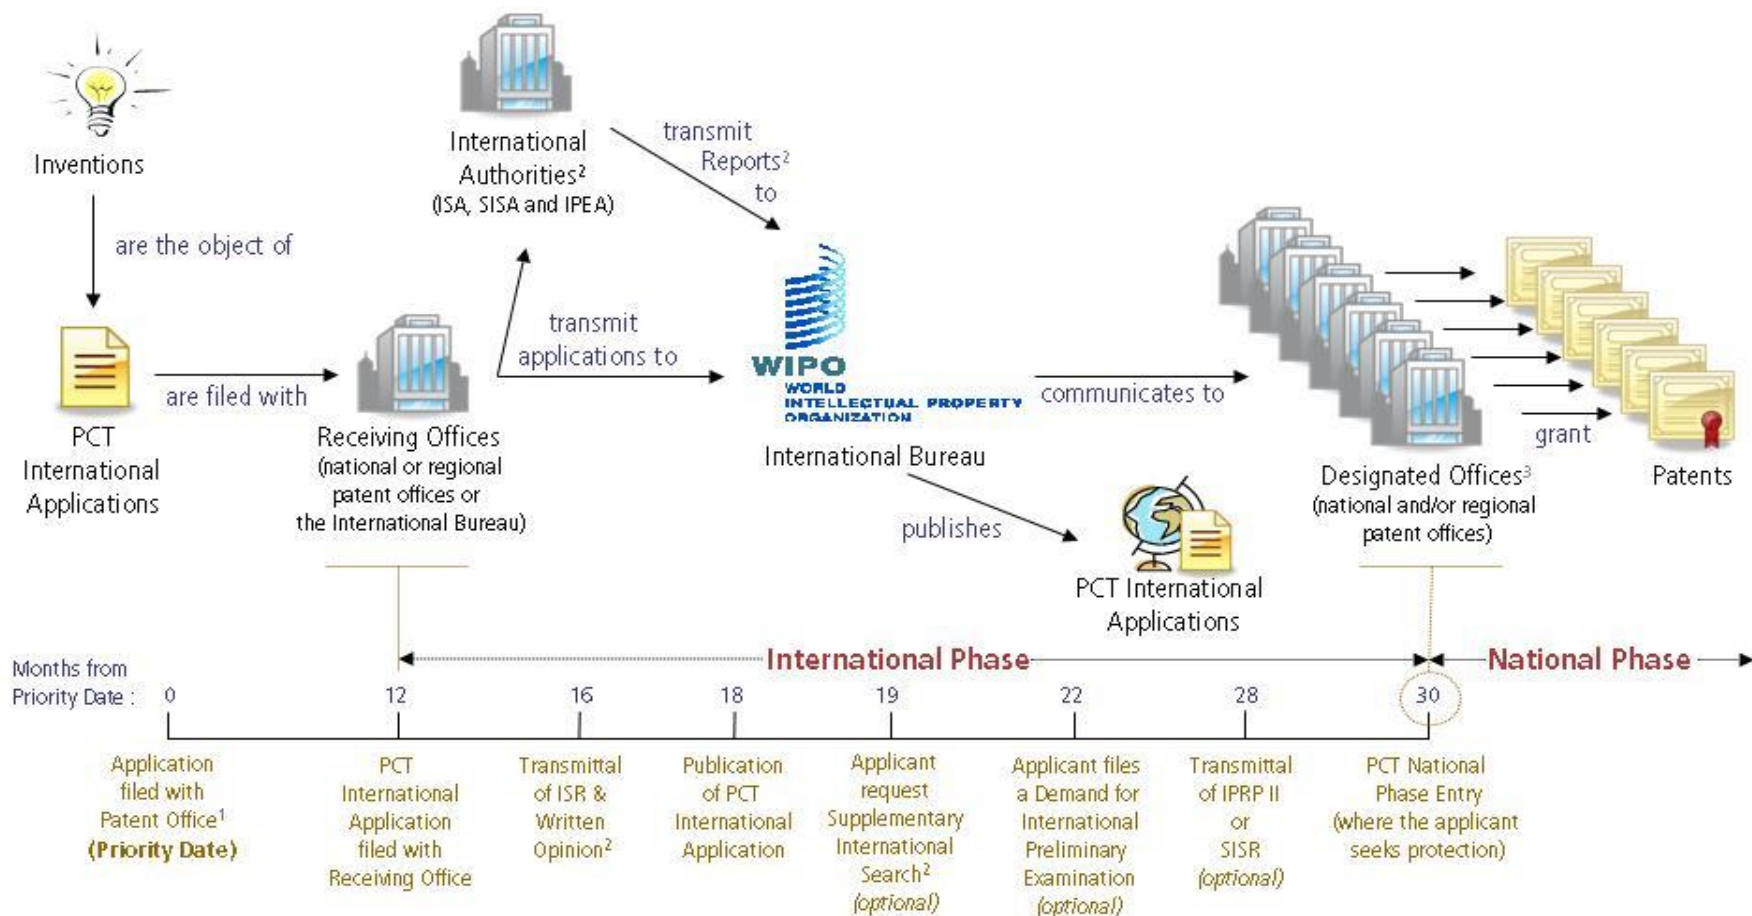 Inventions
are the object of
PCT
International
Applications
are filed with
Receiving Offices
(national or regional
patent offices or
the International Bureau)
International
Authorities²
(ISA, SISA and IPEA)
transmit
Reports²
to
transmit
applications to
WIPO
WORLD
INTELLECTUAL PROPERTY
ORGANIZATION
International Bureau
communicates to
publishes
PCT International
Applications
Designated Offices³
(national and/or regional
patent offices)
grant
Patents
International Phase
National Phase
Months from
Priority Date :
0
12
16
18
19
22
28
30
Application
filed with
Patent Office¹
(Priority Date)
PCT
International
Application
filed with
Receiving Office
Transmittal
of ISR &
Written
Opinion²
Publication
of PCT
International
Application
Applicant
request
Supplementary
International
Search²
(optional)
Applicant files
a Demand for
International
Preliminary
Examination
(optional)
Transmittal
of IPRP II
or
SISR
(optional)
PCT National
Phase Entry
(where the applicant
seeks protection)